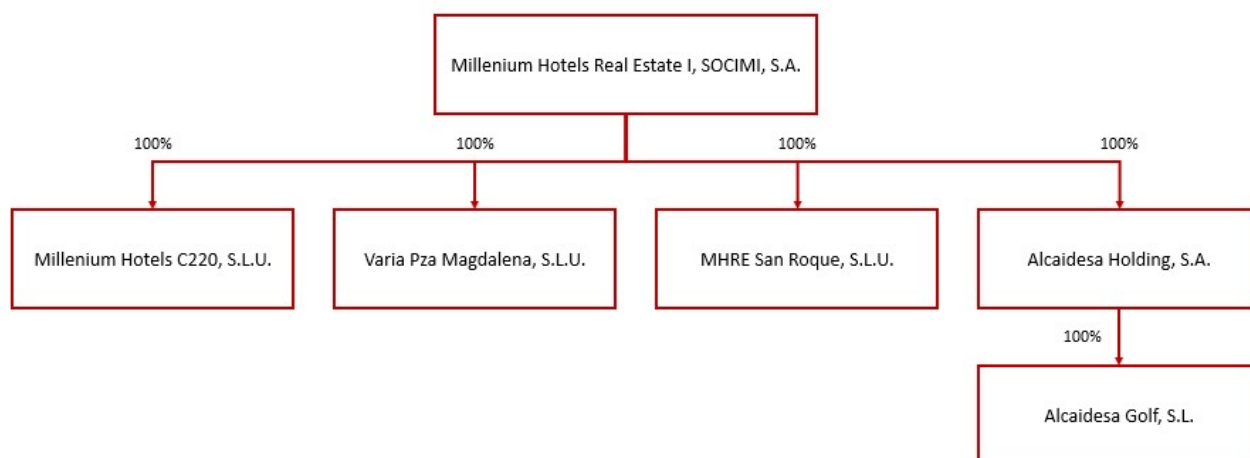 Millenium Hotels Real Estate I, SOCIMI, S.A.
100%
100%
100%
100%
Millenium Hotels C220, S.L.U.
Varia Pza Magdalena, S.L.U.
MHRE San Roque, S.L.U.
Alcaidesa Holding, S.A.
100%
Alcaidesa Golf, S.L.